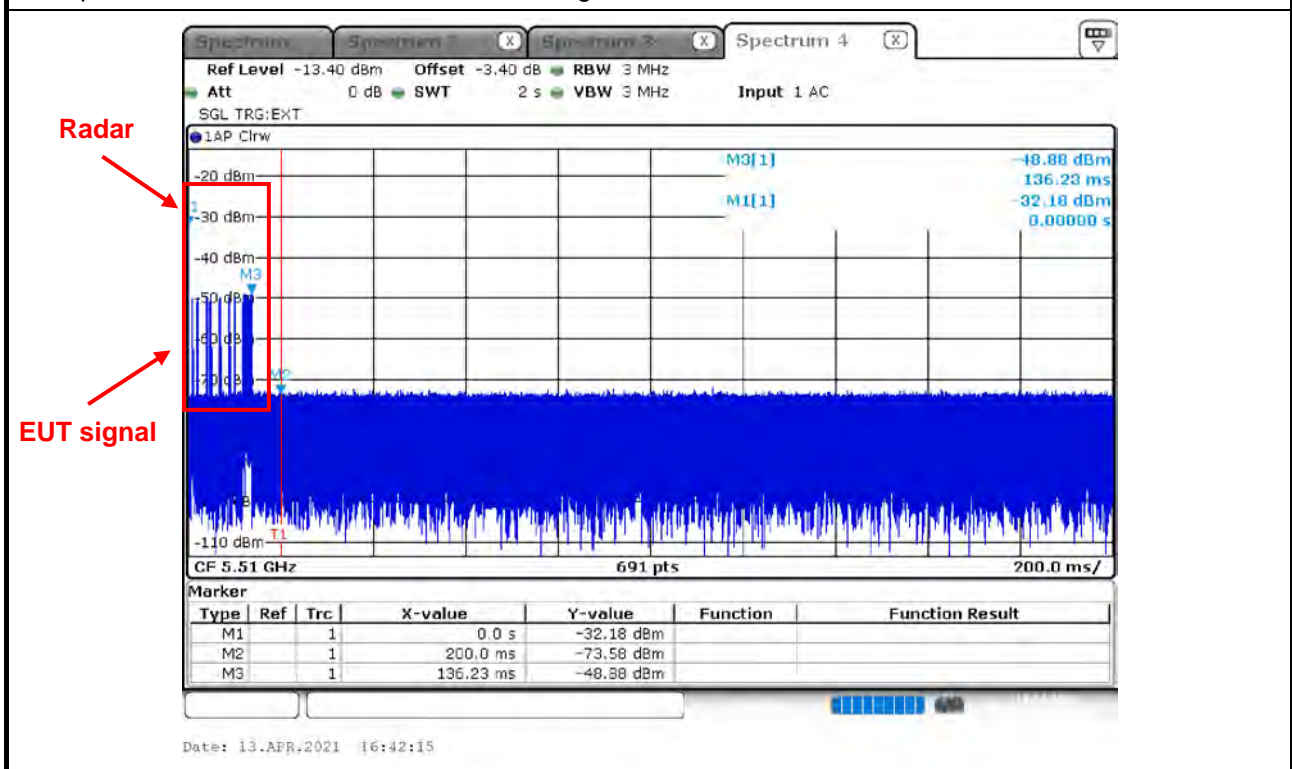 Spectrum Spectrum 2 X Spectrum 3 X Spectrum 4 X
Ref Level -13.40 dBm Offset -3.40 dB RBW 3 MHz
Att 0 dB SWT 2 s VBW 3 MHz Input 1 AC
SGL TRG:EXT
1AP Clrw
Radar
M3[1] -48.88 dBm
136.23 ms
M1[1] -32.18 dBm
0.00000 s
-20 dBm
-30 dBm
-40 dBm
M3
-50 dBm
-60 dBm
-70 dBm
M2
EUT signal
-110 dBm
T1
CF 5.51 GHz 691 pts 200.0 ms/
Marker
Type Ref Trc X-value Y-value Function Function Result
M1 1 0.0 s -32.18 dBm
M2 1 200.0 ms -73.58 dBm
M3 1 136.23 ms -48.88 dBm
Date: 13.APR.2021 16:42:15